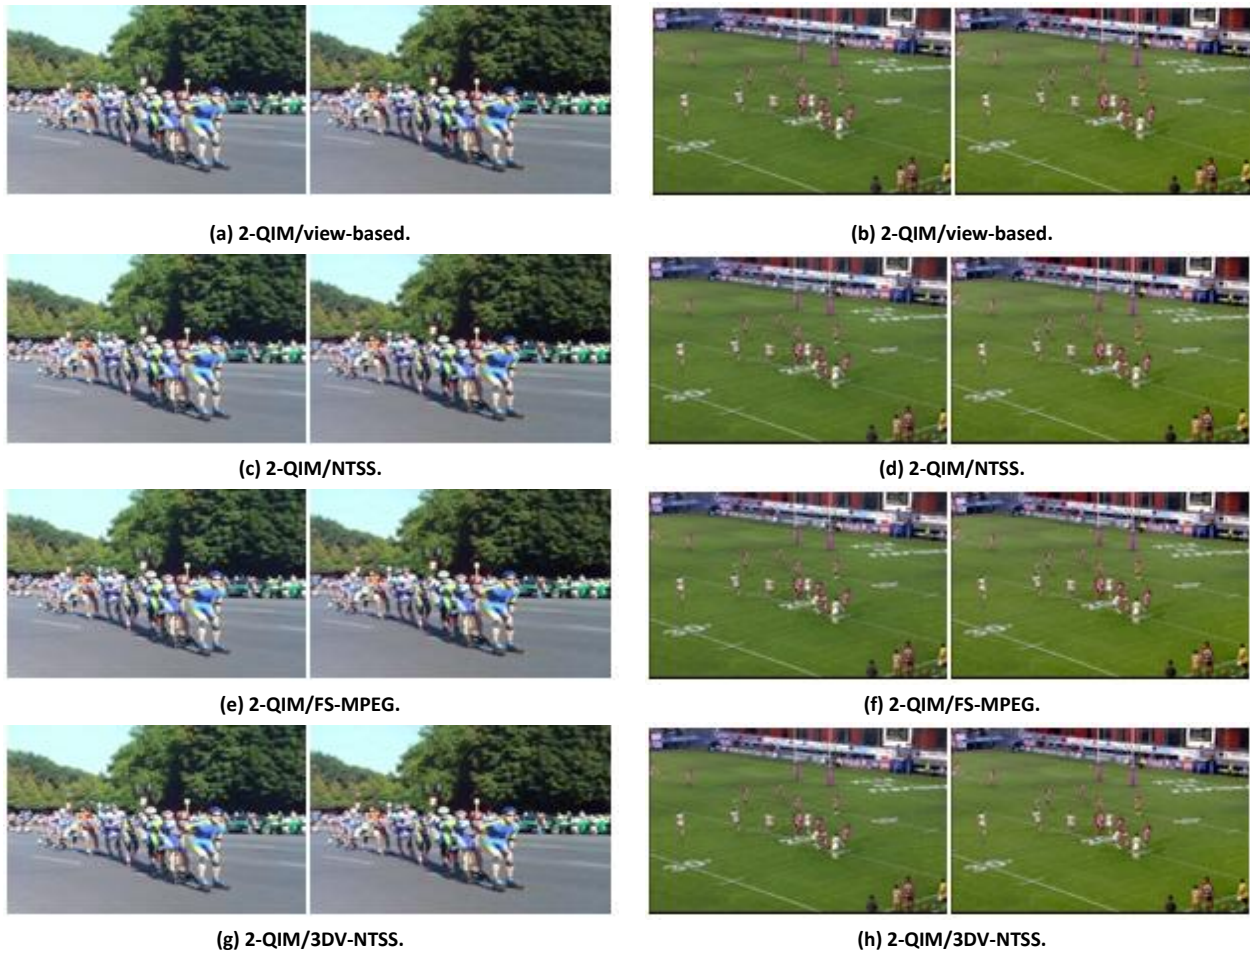 (a) 2-QIM/view-based.
(b) 2-QIM/view-based.
(c) 2-QIM/NTSS.
(d) 2-QIM/NTSS.
(e) 2-QIM/FS-MPEG.
(f) 2-QIM/FS-MPEG.
(g) 2-QIM/3DV-NTSS.
(h) 2-QIM/3DV-NTSS.